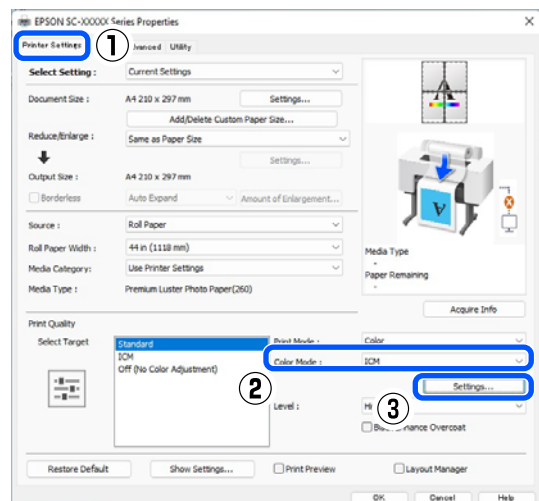 EPSON SC-XXXXX Series Properties
Printer Settings ① Advanced Utility
Select Setting : Current Settings
Document Size : A4 210 x 297 mm Settings...
Add/Delete Custom Paper Size...
Reduce/Enlarge : Same as Paper Size
Settings...
Output Size : A4 210 x 297 mm
Borderless Auto Expand Amount of Enlargement...
Source : Roll Paper
Roll Paper Width : 44 in (1118 mm)
Media Category: Use Printer Settings
Media Type : Premium Luster Photo Paper(260)
Media Type
-
Paper Remaining
-
Acquire Info
Print Quality
Select Target Standard
ICM
Off (No Color Adjustment)
Print Mode : Color
Color Mode : ICM
② Settings...
Level : ③
Overcoat
Restore Default Show Settings... Print Preview Layout Manager
OK Cancel Help